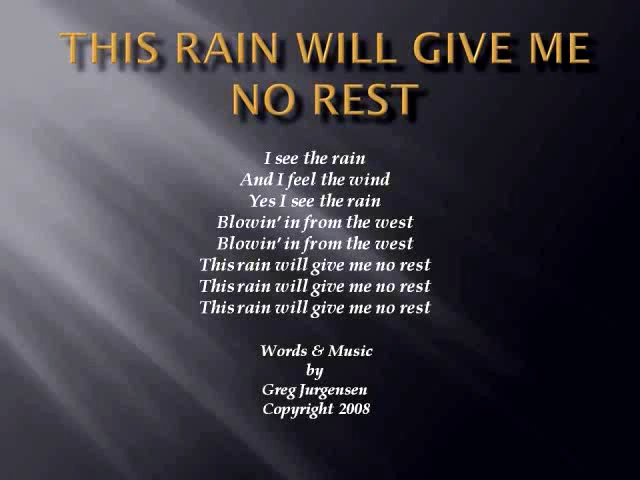 THIS RAIN WILL GIVE ME
NO REST
I see the rain
And I feel the wind
Yes I see the rain
Blowin' in from the west
Blowin' in from the west
This rain will give me no rest
This rain will give me no rest
This rain will give me no rest
Words & Music
by
Greg Jurgensen
Copyright 2008